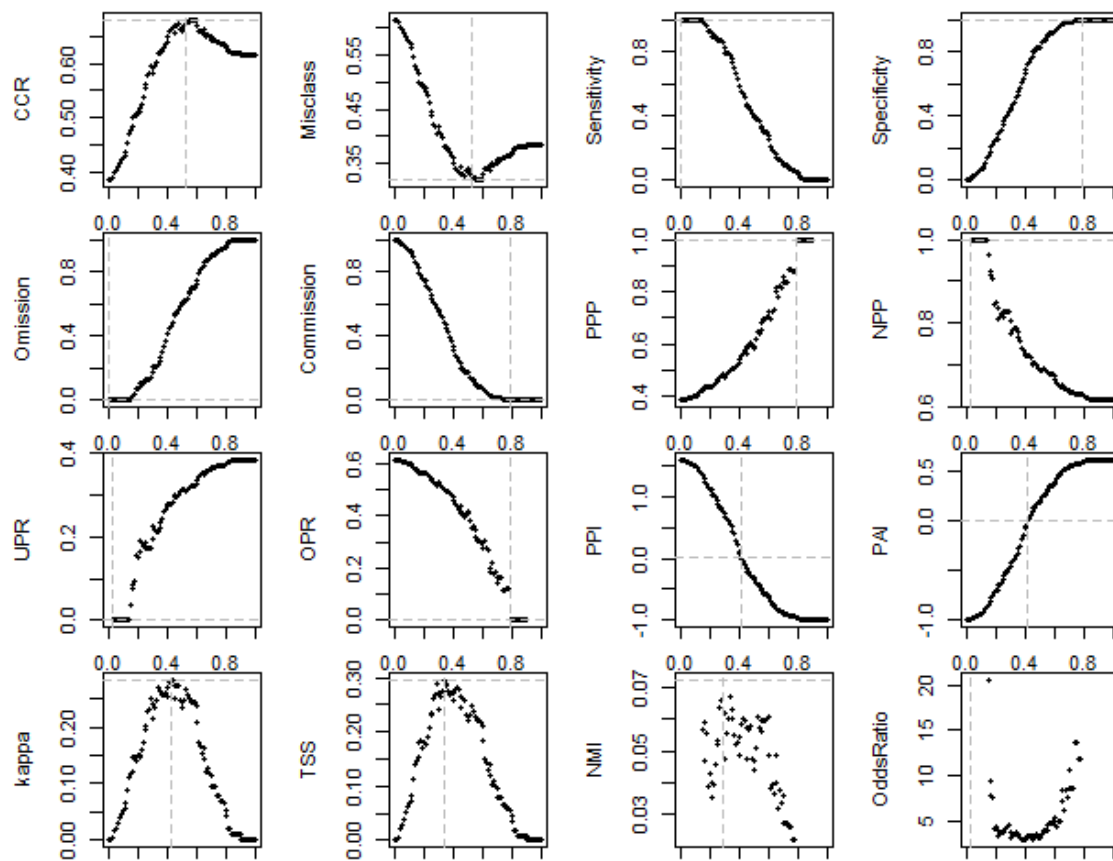 CCR
0.40 0.50 0.60
Misclass
0.35 0.45 0.55
Sensitivity
0.0 0.4 0.8
Specificity
0.0 0.4 0.8
0.0 0.4 0.8
0.0 0.4 0.8
0.0 0.4 0.8
0.0 0.4 0.8
Omission
0.0 0.4 0.8
Commission
0.0 0.4 0.8
PPP
0.4 0.6 0.8 1.0
NPP
0.6 0.8 1.0
0.0 0.4 0.8
0.0 0.4 0.8
0.0 0.4 0.8
0.0 0.4 0.8
UPR
0.0 0.2 0.4
OPR
0.0 0.2 0.4 0.6
PPI
-1.0 0.0 1.0
PAI
-1.0 0.0 0.5
0.0 0.4 0.8
0.0 0.4 0.8
0.0 0.4 0.8
0.0 0.4 0.8
kappa
0.00 0.10 0.20
TSS
0.00 0.10 0.20 0.30
NMI
0.03 0.05 0.07
OddsRatio
5
10
15
20